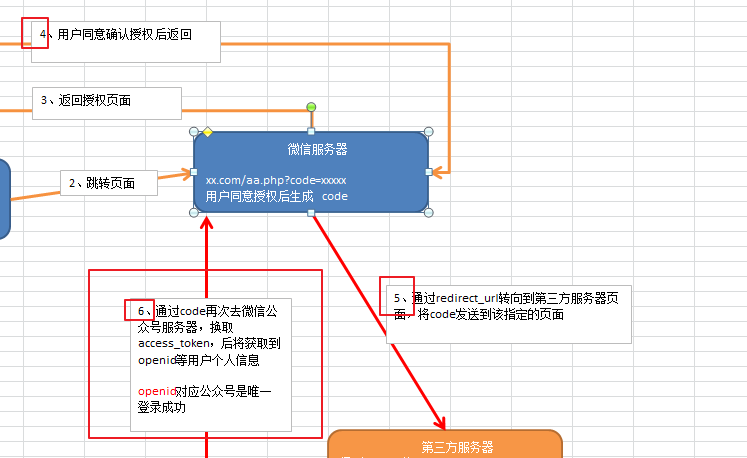 4、用户同意确认授权后返回
3、返回授权页面
微信服务器
xx.com/aa.php?code=xxxxx
用户同意授权后生成 code
2、跳转页面
5、通过redirect_url转向到第三方服务器页
面，将code发送到该指定的页面
6、通过code再次去微信公
众号服务器，换取
access_token，后将获取到
openid等用户个人信息
openid对应公众号是唯一
登录成功
第三方服务器